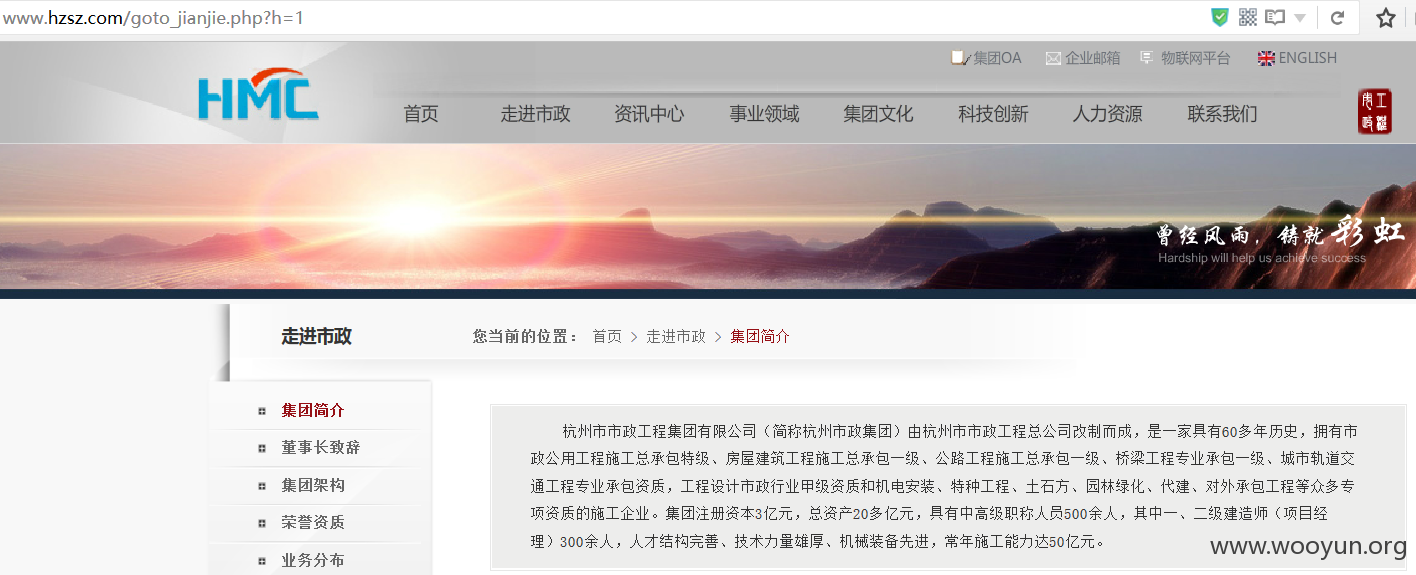 www.hzsz.com/goto_jianjie.php?h=1
集团OA 企业邮箱 物联网平台 ENGLISH
HMC
首页 走进市政 资讯中心 事业领域 集团文化 科技创新 人力资源 联系我们
曾经风雨，铸就彩虹
Hardship will help us achieve success
走进市政
您当前的位置： 首页 > 走进市政 > 集团简介
集团简介
董事长致辞
集团架构
荣誉资质
业务分布
杭州市市政工程集团有限公司（简称杭州市政集团）由杭州市市政工程总公司改制而成，是一家具有60多年历史，拥有市
政公用工程施工总承包特级、房屋建筑工程施工总承包一级、公路工程施工总承包一级、桥梁工程专业承包一级、城市轨道交
通工程专业承包资质，工程设计市政行业甲级资质和机电安装、特种工程、土石方、园林绿化、代建、对外承包工程等众多专
项资质的施工企业。集团注册资本3亿元，总资产20多亿元，具有中高级职称人员500余人，其中一、二级建造师（项目经
理）300余人，人才结构完善、技术力量雄厚、机械装备先进，常年施工能力达50亿元。
www.wooyun.org